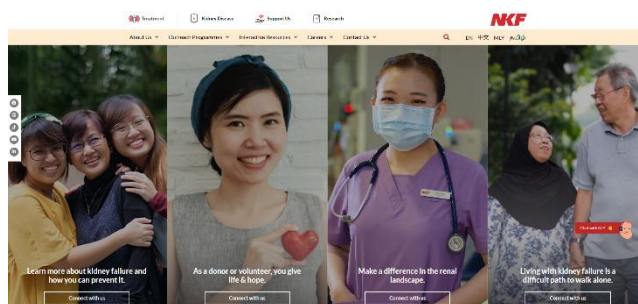 Treatment
Kidney Disease
Support Us
Research
NKF
About Us
Outreach Programmes
Interactive Resources
Careers
Contact Us
EN 中文 MLY
Learn more about kidney failure and
how you can prevent it.
Connect with us
As a donor or volunteer, you give
life & hope.
Connect with us
Make a difference in the renal
landscape.
Connect with us
Living with kidney failure is a
difficult path to walk alone.
Connect with us